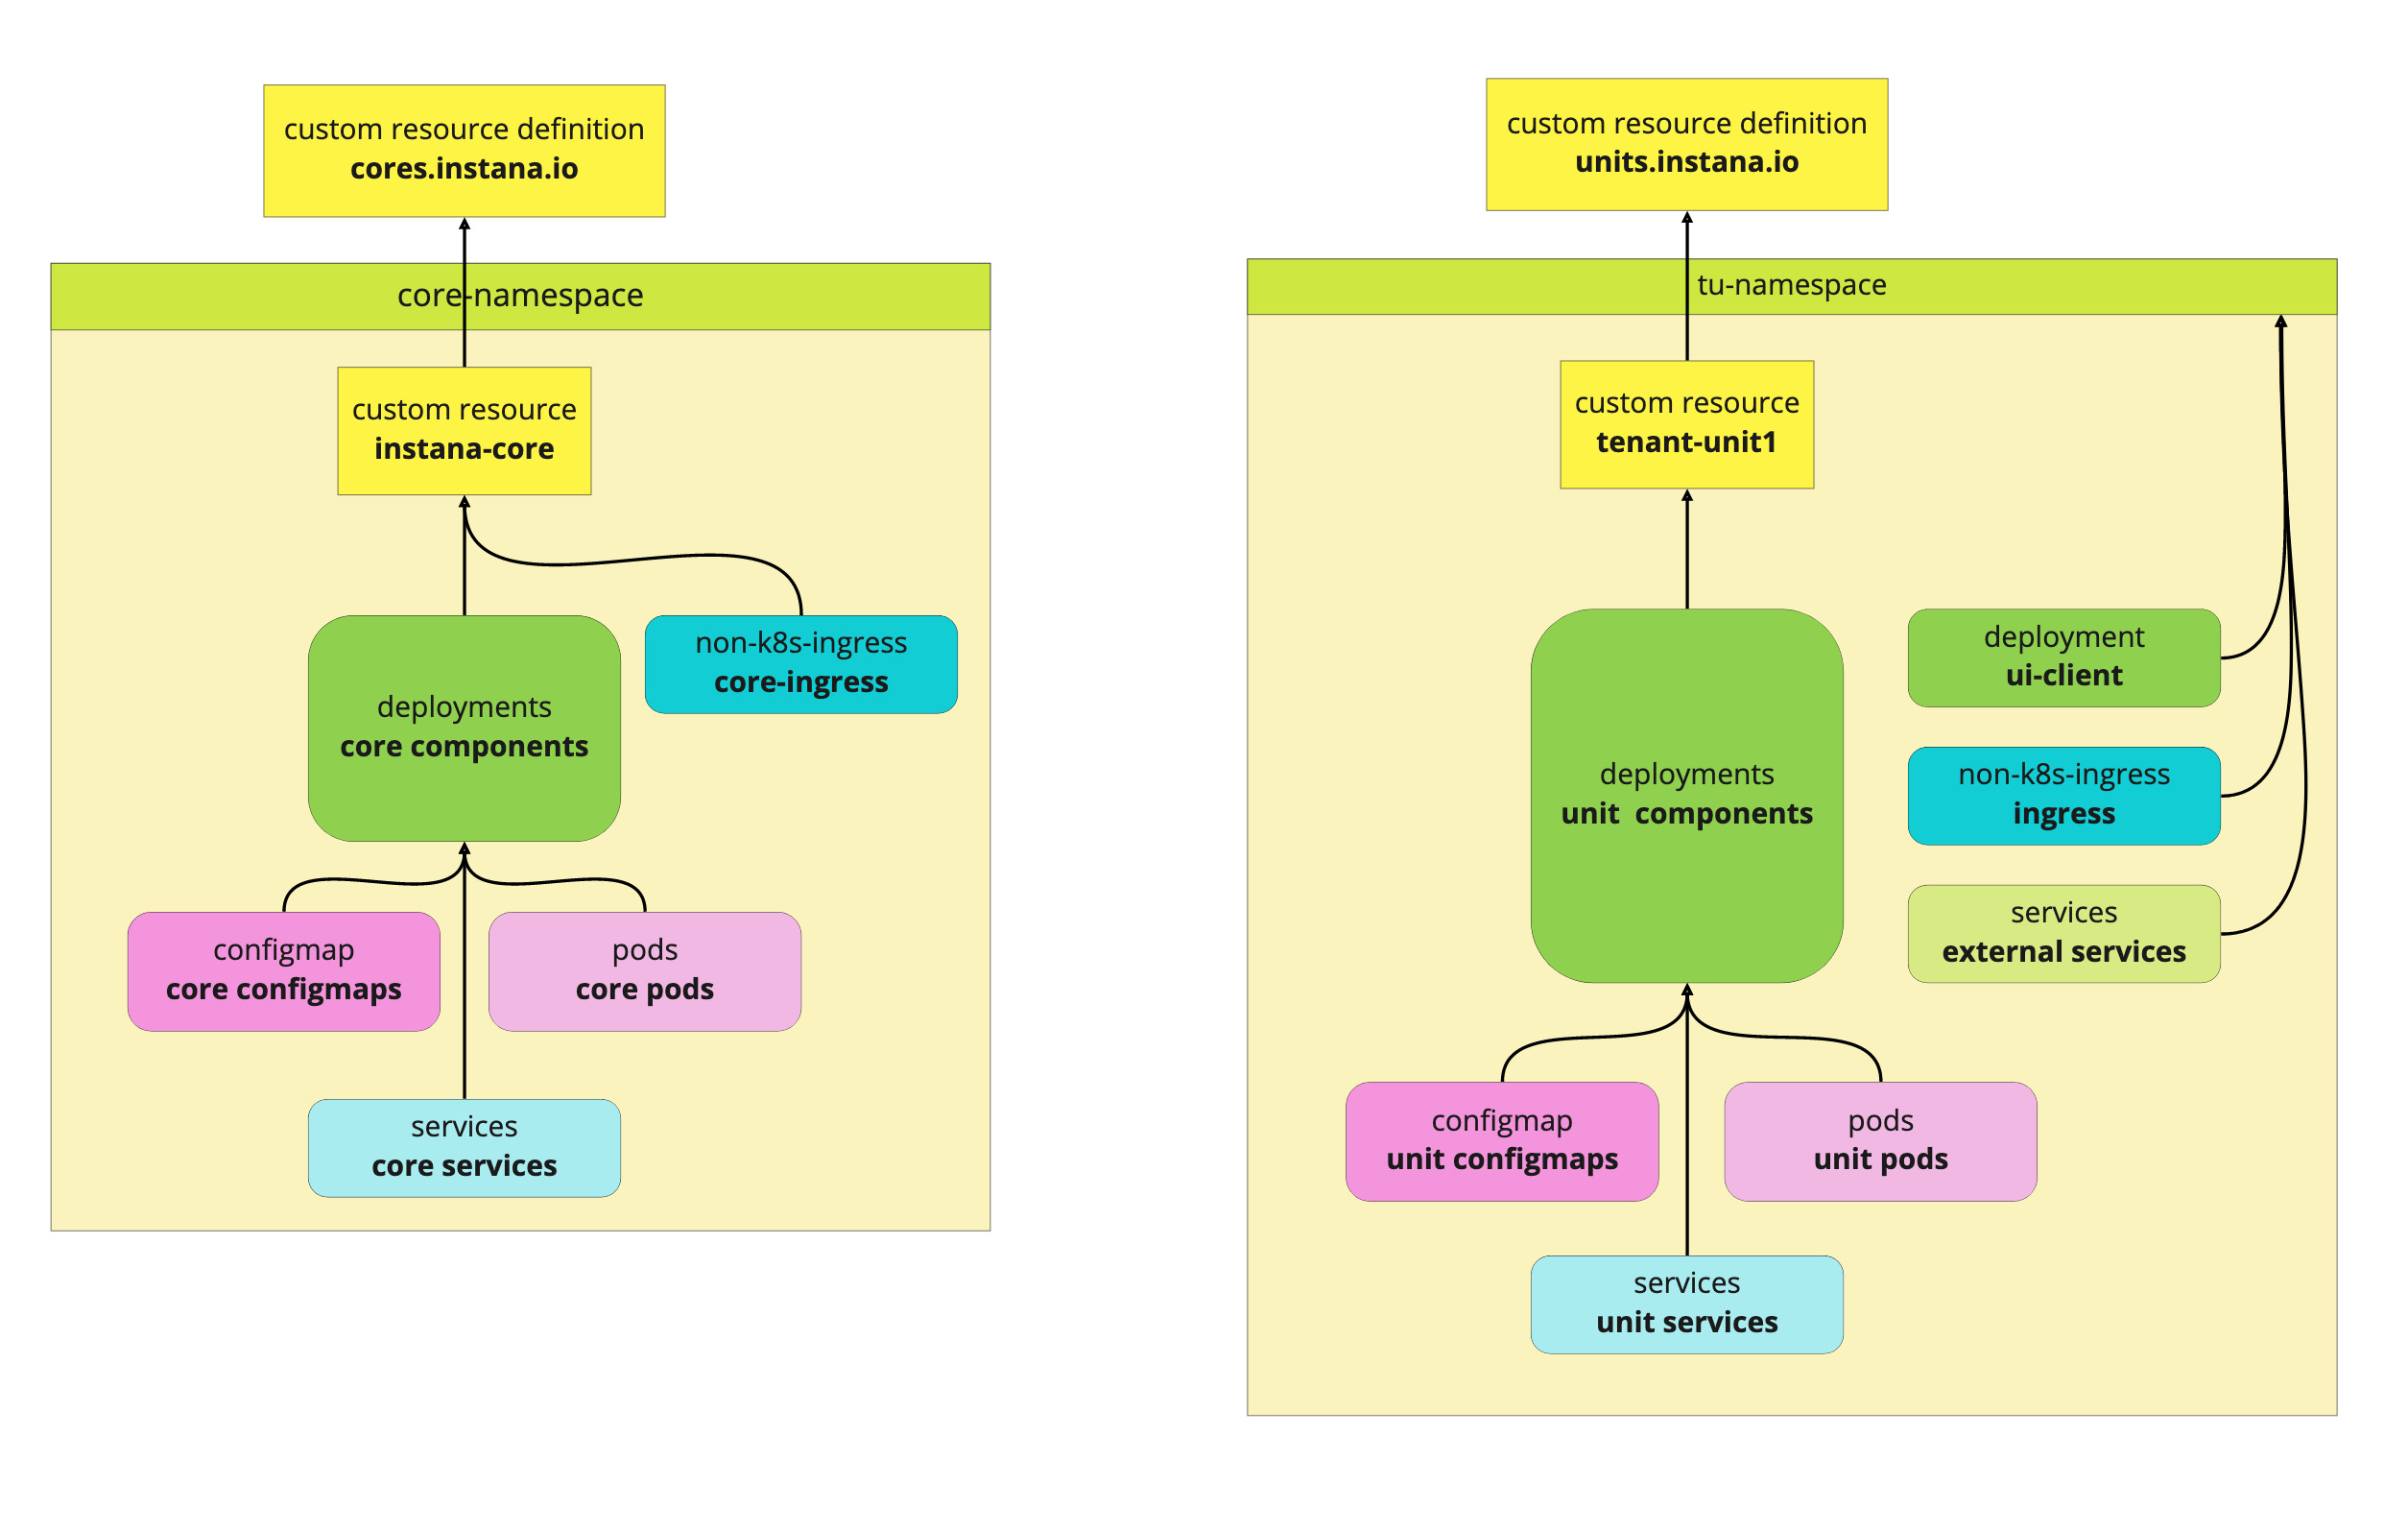 custom resource definition
cores.instana.io
core-namespace
custom resource
instana-core
deployments
core components
non-k8s-ingress
core-ingress
configmap
core configmaps
pods
core pods
services
core services
custom resource definition
units.instana.io
tu-namespace
custom resource
tenant-unit1
deployments
unit  components
deployment
ui-client
non-k8s-ingress
ingress
services
external services
configmap
unit configmaps
pods
unit pods
services
unit services